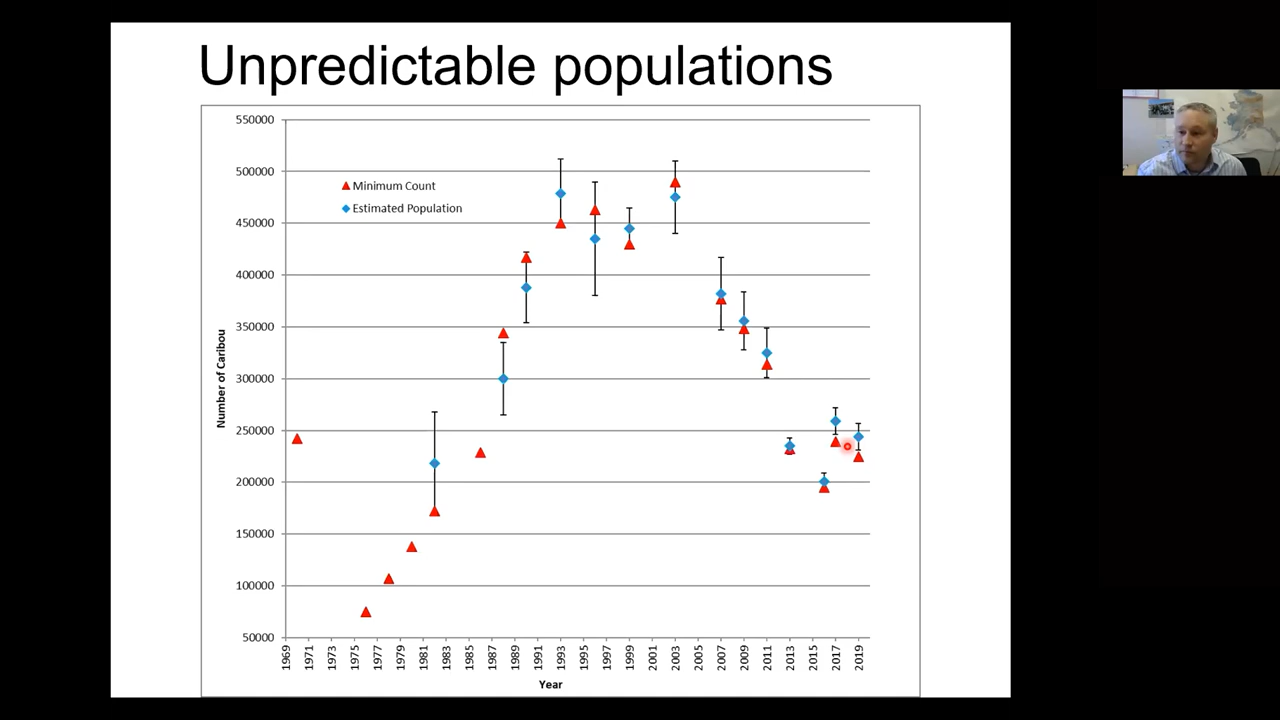 Unpredictable populations
550000
500000
450000
400000
350000
300000
250000
200000
150000
100000
50000
Minimum Count
Estimated Population
Number of Caribou
1969 1971 1973 1975 1977 1979 1981 1983 1985 1987 1989 1991 1993 1995 1997 1999 2001 2003 2005 2007 2009 2011 2013 2015 2017 2019
Year